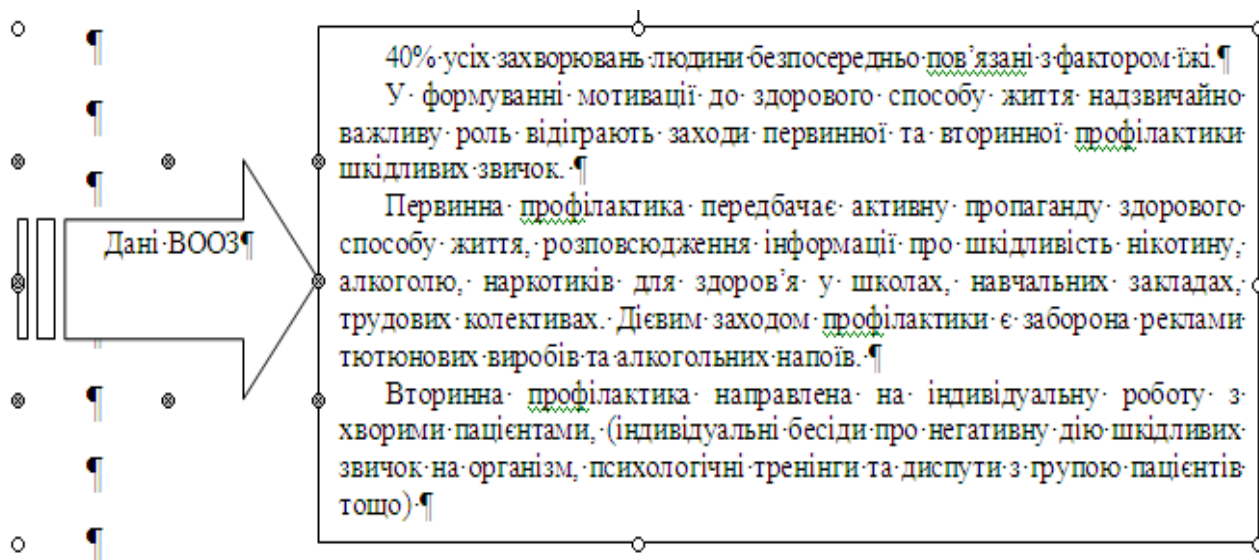 Дані ВООЗ¶
40% усіх захворювань людини безпосередньо пов’язані з фактором їжі.¶
У формуванні мотивації до здорового способу життя надзвичайно
важливу роль відіграють заходи первинної та вторинної профілактики
шкідливих звичок. ¶
Первинна профілактика передбачає активну пропаганду здорового
способу життя, розповсюдження інформації про шкідливість нікотину,
алкоголю, наркотиків для здоров’я у школах, навчальних закладах,
трудових колективах. Дієвим заходом профілактики є заборона реклами
тютюнових виробів та алкогольних напоїв. ¶
Вторинна профілактика направлена на індивідуальну роботу з
хворими пацієнтами, (індивідуальні бесіди про негативну дію шкідливих
звичок на організм, психологічні тренінги та диспути з групою пацієнтів
тощо) ¶